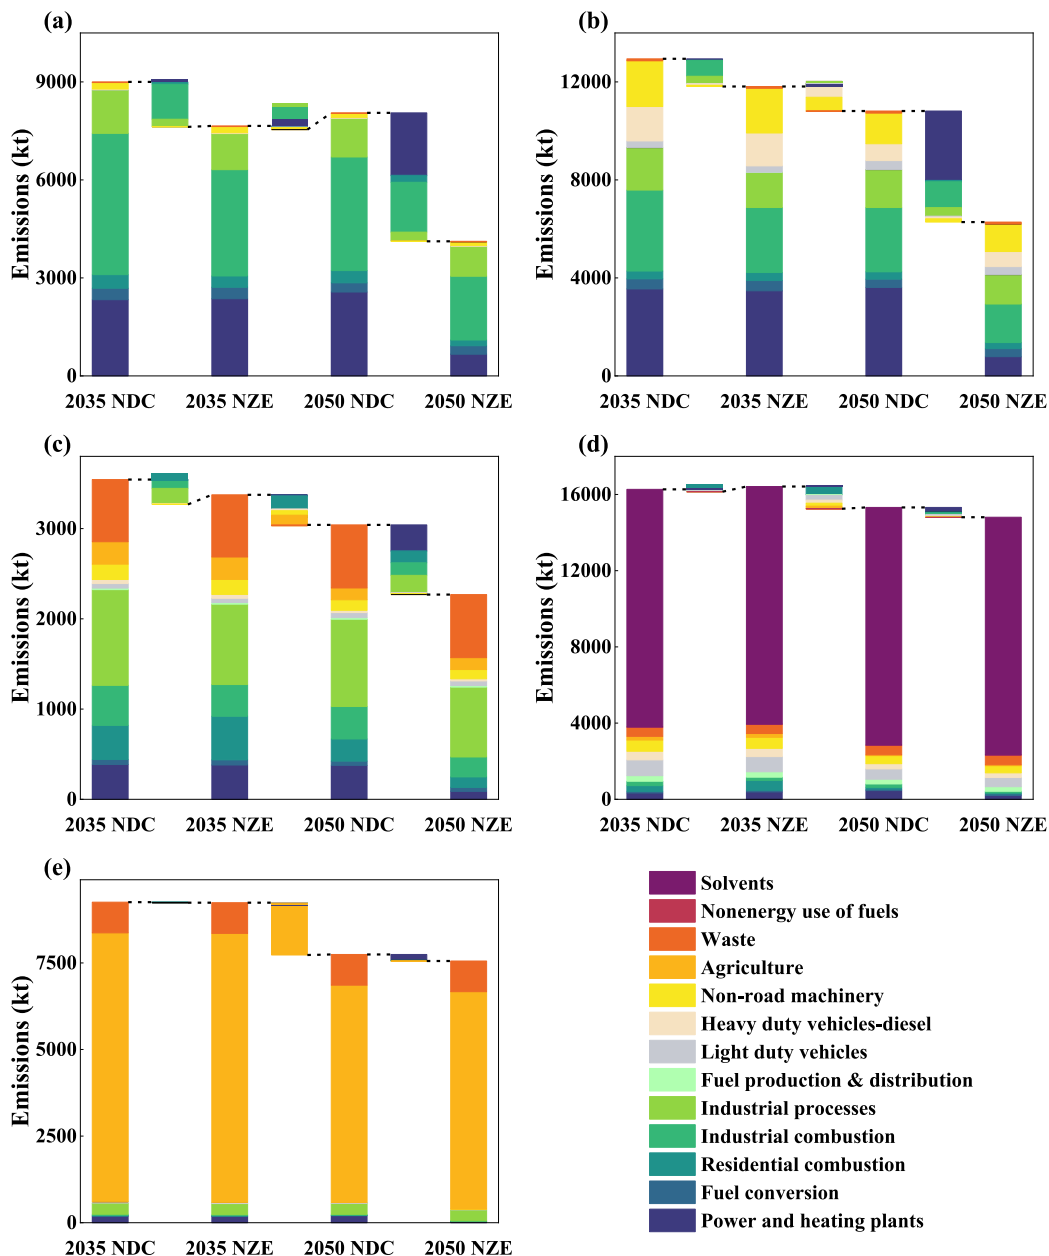 (a)
Emissions (kt)
9000
6000
3000
0
2035 NDC 2035 NZE 2050 NDC 2050 NZE
(b)
Emissions (kt)
12000
8000
4000
0
2035 NDC 2035 NZE 2050 NDC 2050 NZE
(c)
Emissions (kt)
3000
2000
1000
0
2035 NDC 2035 NZE 2050 NDC 2050 NZE
(d)
Emissions (kt)
16000
12000
8000
4000
0
2035 NDC 2035 NZE 2050 NDC 2050 NZE
(e)
Emissions (kt)
7500
5000
2500
0
2035 NDC 2035 NZE 2050 NDC 2050 NZE
Solvents
Nonenergy use of fuels
Waste
Agriculture
Non-road machinery
Heavy duty vehicles-diesel
Light duty vehicles
Fuel production & distribution
Industrial processes
Industrial combustion
Residential combustion
Fuel conversion
Power and heating plants